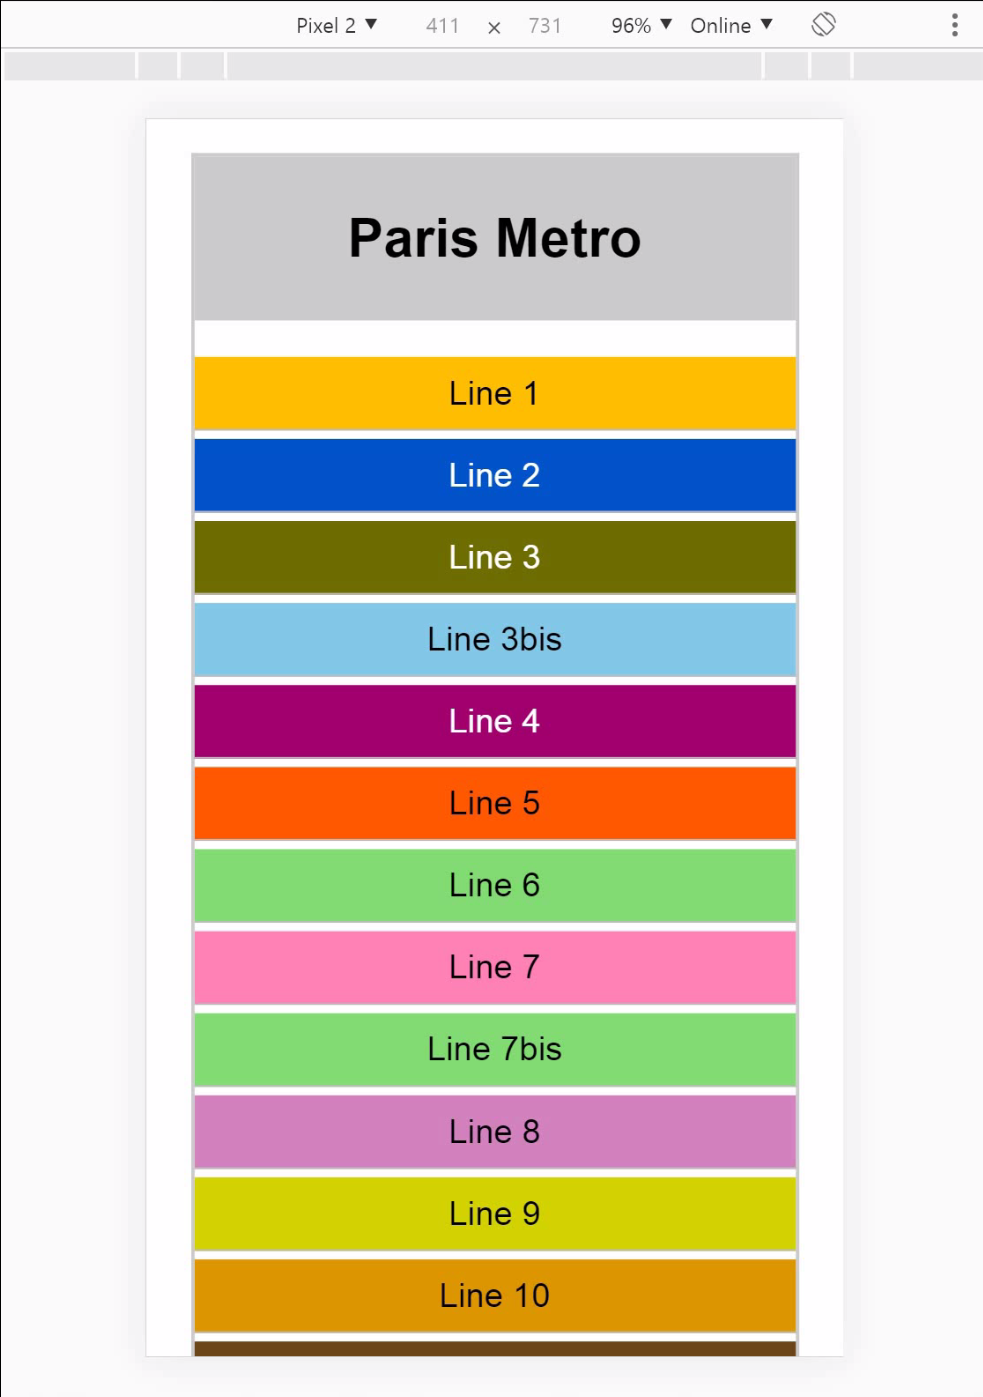 Pixel 2 ▼ 411 × 731 96% ▼ Online ▼
Paris Metro
Line 1
Line 2
Line 3
Line 3bis
Line 4
Line 5
Line 6
Line 7
Line 7bis
Line 8
Line 9
Line 10